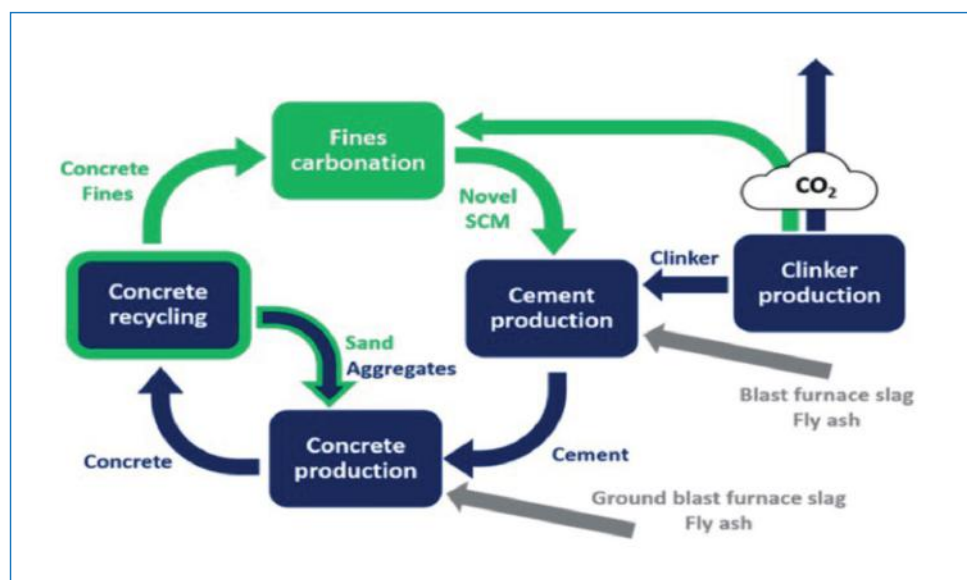 Fines
carbonation
Concrete
Fines
Novel
SCM
CO₂
Clinker
Clinker
production
Concrete
recycling
Cement
production
Sand
Aggregates
Blast furnace slag
Fly ash
Concrete
Concrete
production
Cement
Ground blast furnace slag
Fly ash